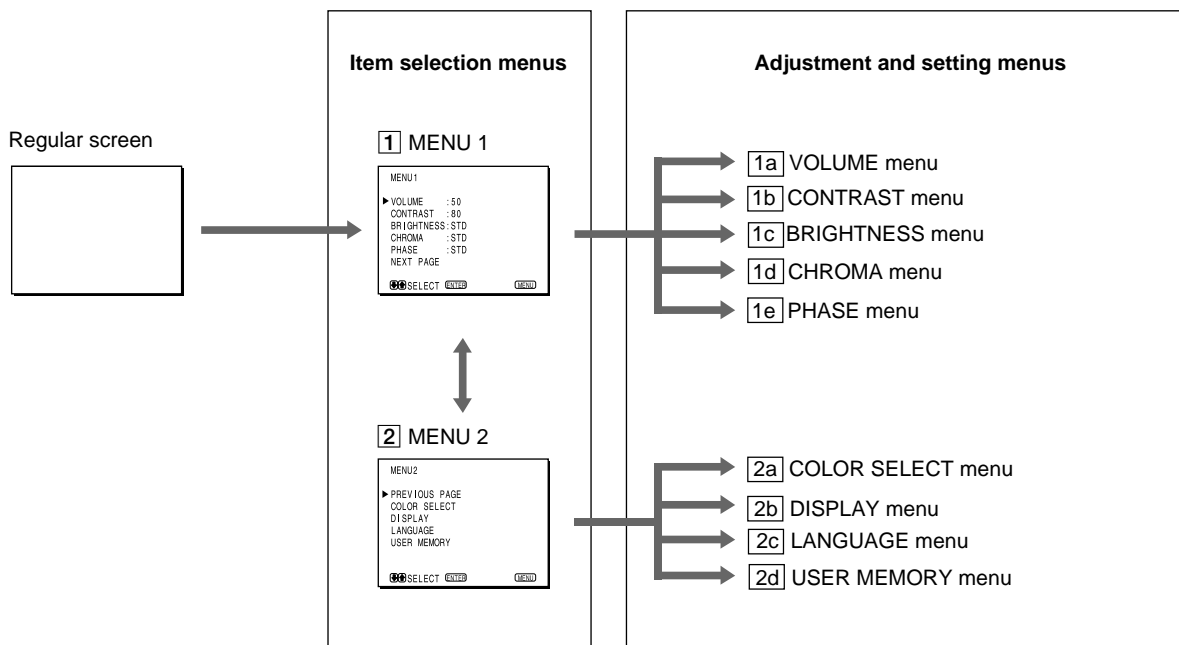 Item selection menus
Adjustment and setting menus
Regular screen
1 MENU 1
MENU1
▶VOLUME :50
CONTRAST :80
BRIGHTNESS:STD
CHROMA :STD
PHASE :STD
NEXT PAGE
SELECT ENTER MENU
1a VOLUME menu
1b CONTRAST menu
1c BRIGHTNESS menu
1d CHROMA menu
1e PHASE menu
2 MENU 2
MENU2
▶PREVIOUS PAGE
COLOR SELECT
DISPLAY
LANGUAGE
USER MEMORY
SELECT ENTER MENU
2a COLOR SELECT menu
2b DISPLAY menu
2c LANGUAGE menu
2d USER MEMORY menu